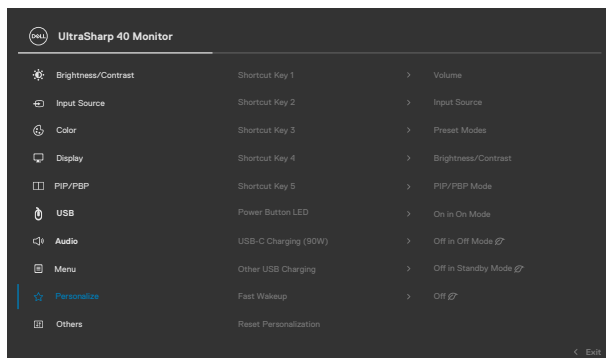 DELL
UltraSharp 40 Monitor
Brightness/Contrast Shortcut Key 1 > Volume
Input Source Shortcut Key 2 > Input Source
Color Shortcut Key 3 > Preset Modes
Display Shortcut Key 4 > Brightness/Contrast
PIP/PBP Shortcut Key 5 > PIP/PBP Mode
USB Power Button LED > On in On Mode
Audio USB-C Charging (90W) > Off in Off Mode
Menu Other USB Charging > Off in Standby Mode
Personalize Fast Wakeup > Off
Others Reset Personalization
< Exit